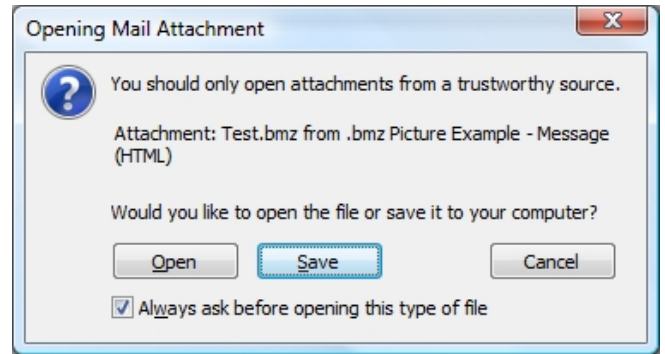 Opening Mail Attachment
You should only open attachments from a trustworthy source.
Attachment: Test.bmz from .bmz Picture Example - Message
(HTML)
Would you like to open the file or save it to your computer?
Open Save Cancel
Always ask before opening this type of file